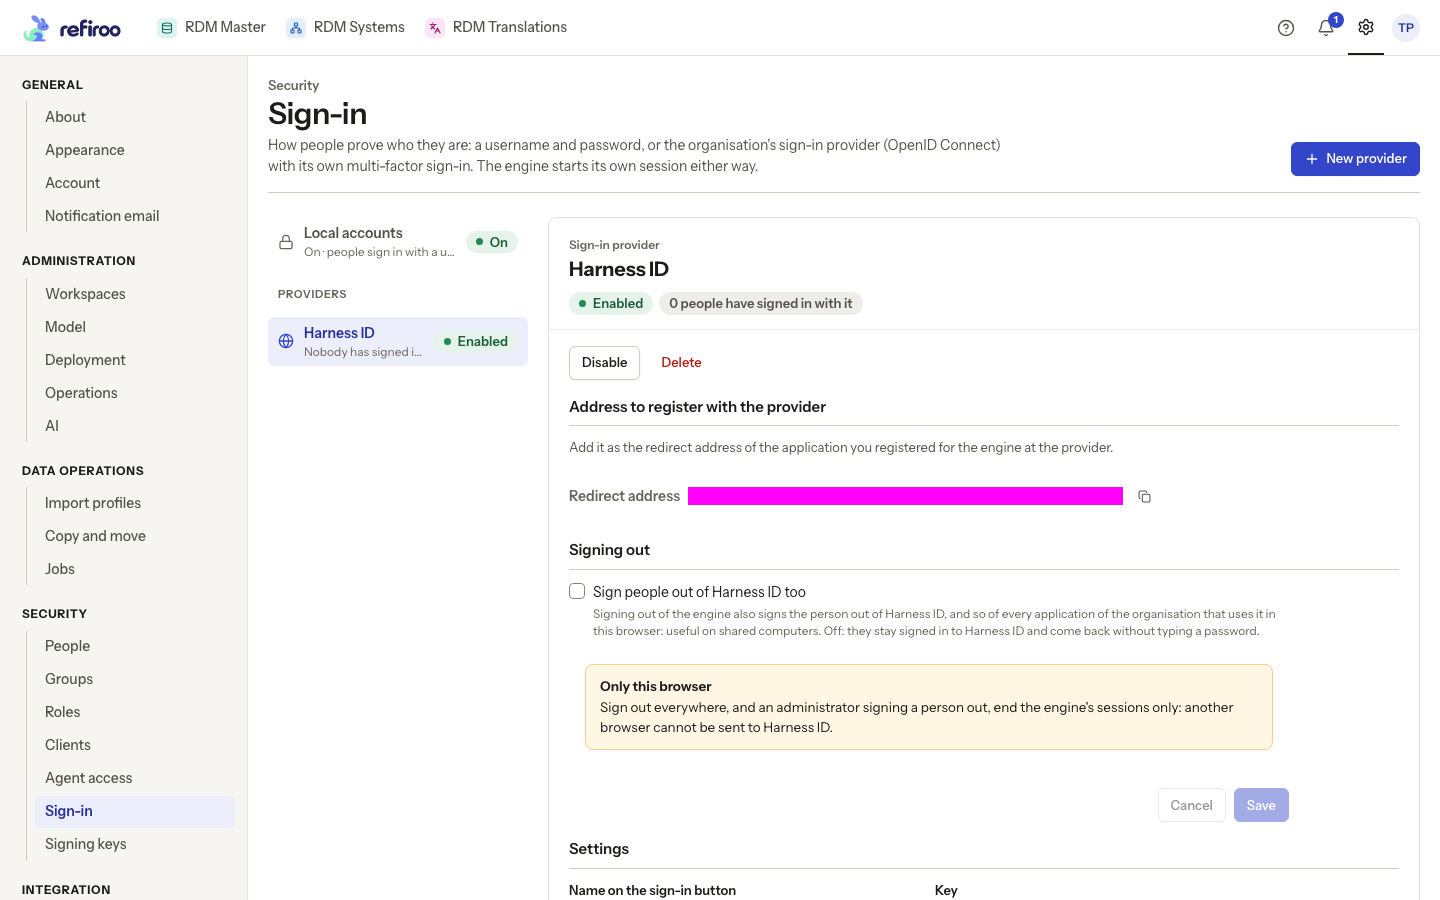 refiroo
RDM Master
RDM Systems
RDM Translations
1
TP
GENERAL
About
Appearance
Account
Notification email
ADMINISTRATION
Workspaces
Model
Deployment
Operations
AI
DATA OPERATIONS
Import profiles
Copy and move
Jobs
SECURITY
People
Groups
Roles
Clients
Agent access
Sign-in
Signing keys
INTEGRATION
Security
Sign-in
How people prove who they are: a username and password, or the organisation's sign-in provider (OpenID Connect)
with its own multi-factor sign-in. The engine starts its own session either way.
New provider
Local accounts
On · people sign in with a u...
On
PROVIDERS
Harness ID
Nobody has signed i...
Enabled
Sign-in provider
Harness ID
Enabled
0 people have signed in with it
Disable
Delete
Address to register with the provider
Add it as the redirect address of the application you registered for the engine at the provider.
Redirect address
Signing out
Sign people out of Harness ID too
Signing out of the engine also signs the person out of Harness ID, and so of every application of the organisation that uses it in
this browser: useful on shared computers. Off: they stay signed in to Harness ID and come back without typing a password.
Only this browser
Sign out everywhere, and an administrator signing a person out, end the engine's sessions only: another
browser cannot be sent to Harness ID.
Cancel
Save
Settings
Name on the sign-in button
Key